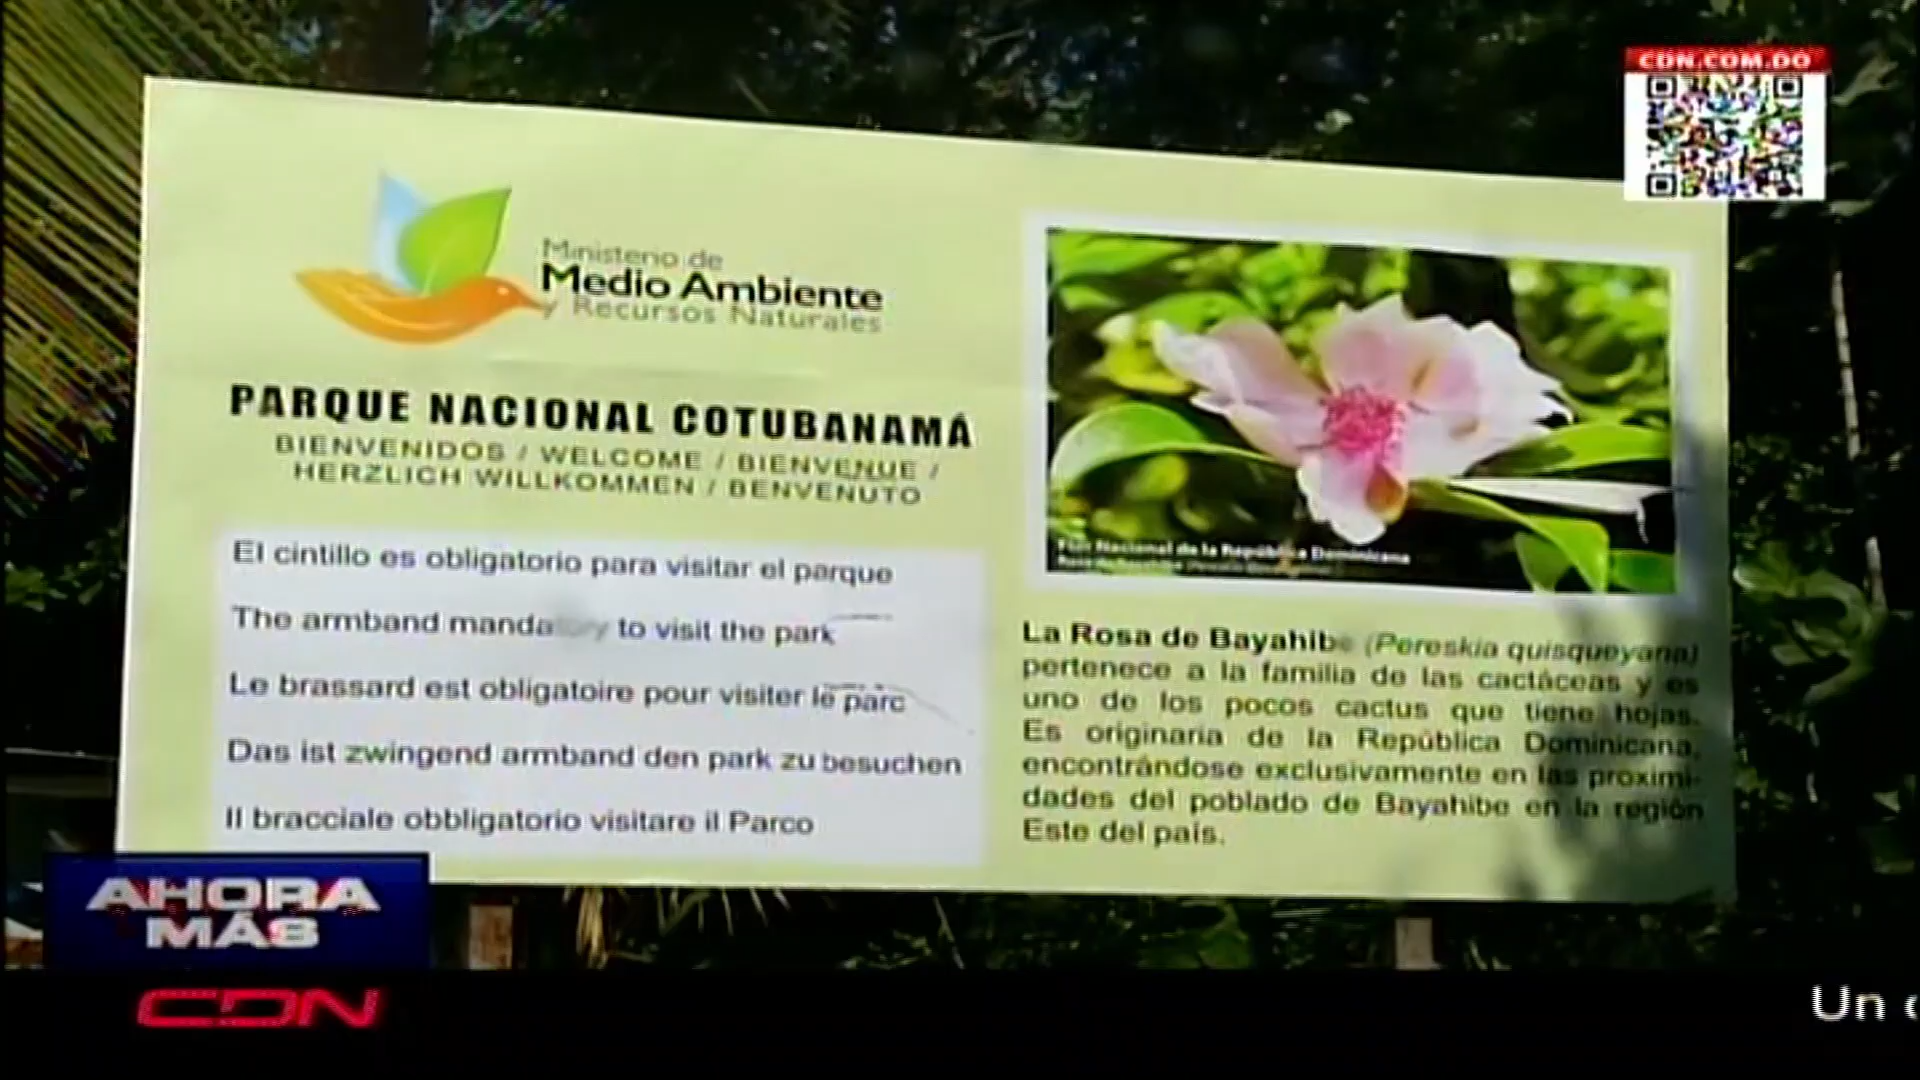 CDN.COM.DO
Ministerio de
Medio Ambiente
y Recursos Naturales
PARQUE NACIONAL COTUBANAMÁ
BIENVENIDOS / WELCOME / BIENVENUE /
HERZLICH WILLKOMMEN / BENVENUTO
El cintillo es obligatorio para visitar el parque
The armband mandatory to visit the park
Le brassard est obligatoire pour visiter le parc
Das ist zwingend armband den park zu besuchen
Il bracciale obbligatorio visitare il Parco
Nacional de la República Dominicana
La Rosa de Bayahibe (Pereskia quisqueyana)
pertenece a la familia de las cactáceas y es
uno de los pocos cactus que tiene hojas.
Es originaria de la República Dominicana,
encontrándose exclusivamente en las proximi-
dades del poblado de Bayahibe en la región
Este del país.
AHORA
MÁS
CDN
Un